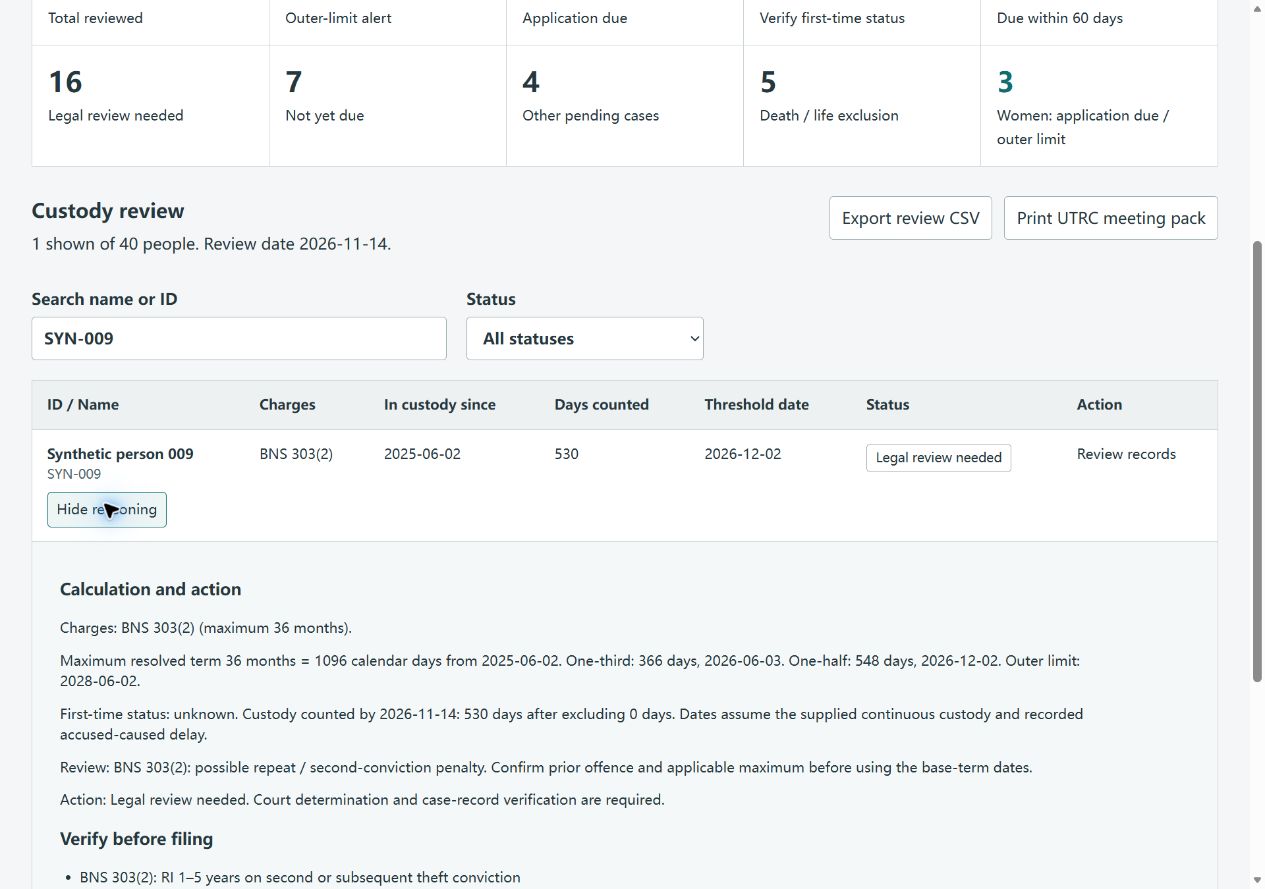 Total reviewed
Outer-limit alert
Application due
Verify first-time status
Due within 60 days
16
Legal review needed
7
Not yet due
4
Other pending cases
5
Death / life exclusion
3
Women: application due /
outer limit
Custody review
1 shown of 40 people. Review date 2026-11-14.
Export review CSV
Print UTRC meeting pack
Search name or ID
Status
SYN-009
All statuses
ID / Name
Charges
In custody since
Days counted
Threshold date
Status
Action
Synthetic person 009
SYN-009
BNS 303(2)
2025-06-02
530
2026-12-02
Legal review needed
Review records
Hide reasoning
Calculation and action
Charges: BNS 303(2) (maximum 36 months).
Maximum resolved term 36 months = 1096 calendar days from 2025-06-02. One-third: 366 days, 2026-06-03. One-half: 548 days, 2026-12-02. Outer limit:
2028-06-02.
First-time status: unknown. Custody counted by 2026-11-14: 530 days after excluding 0 days. Dates assume the supplied continuous custody and recorded
accused-caused delay.
Review: BNS 303(2): possible repeat / second-conviction penalty. Confirm prior offence and applicable maximum before using the base-term dates.
Action: Legal review needed. Court determination and case-record verification are required.
Verify before filing
• BNS 303(2): RI 1–5 years on second or subsequent theft conviction